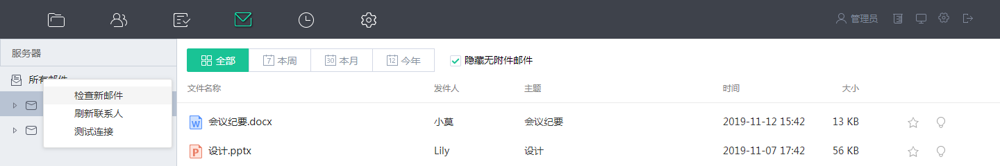 管理员
服务器
所有邮件
检查新邮件
刷新联系人
测试连接
全部 7 本周 30 本月 12 今年 隐藏无附件邮件
文件名称 发件人 主题 时间 大小
W 会议纪要.docx 小莫 会议纪要 2019-11-12 15:42 13 KB
P 设计.pptx Lily 设计 2019-11-07 17:42 56 KB